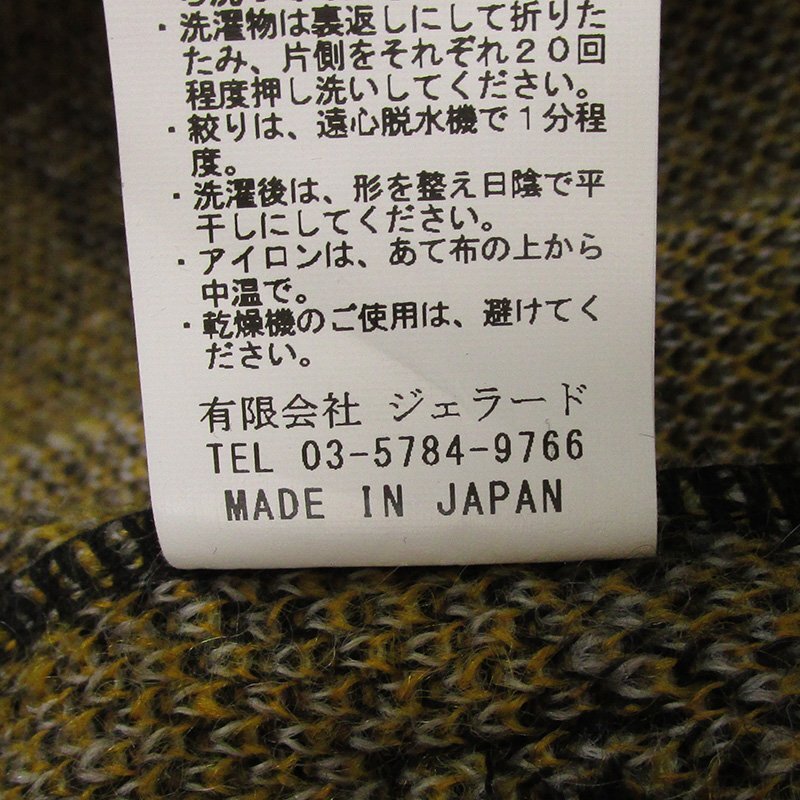 ・洗濯物は裏返しにして折りた
たみ、片側をそれぞれ２０回
程度押し洗いしてください。
・絞りは、遠心脱水機で１分程
度。
・洗濯後は、形を整え日陰で平
干しにしてください。
・アイロンは、あて布の上から
中温で。
・乾燥機のご使用は、避けてく
ださい。
有限会社 ジェラード
TEL 03-5784-9766
MADE IN JAPAN